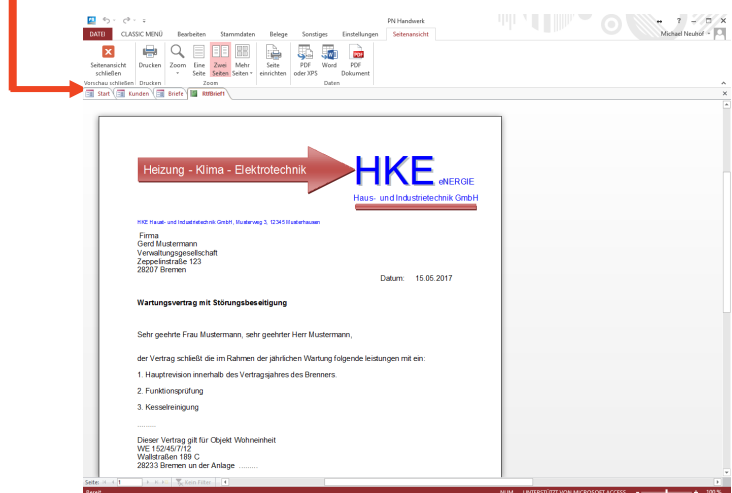 PN Handwerk
? – □ ×
DATEI CLASSIC MENÜ Bearbeiten Stammdaten Belege Sonstiges Einstellungen Seitenansicht Michael Neuhof
Seitenansicht schließen Drucken Zoom Eine Seite Zwei Seiten Mehr Seiten Seite einrichten PDF oder XPS Word PDF Dokument
Vorschau schließen Drucken Zoom Daten
Start Kunden Briefe RttBrief1
Heizung - Klima - Elektrotechnik
HKE eNERGIE
Haus- und Industrietechnik GmbH
HKE Haus- und Industrietechnik GmbH, Musterweg 3, 12345 Musterhausen
Firma
Gerd Mustermann
Verwaltungsgesellschaft
Zeppelinstraße 123
28207 Bremen
Datum: 15.05.2017
Wartungsvertrag mit Störungsbeseitigung
Sehr geehrte Frau Mustermann, sehr geehrter Herr Mustermann,
der Vertrag schließt die im Rahmen der jährlichen Wartung folgende leistungen mit ein:
1. Hauptrevision innerhalb des Vertragsjahres des Brenners.
2. Funktionsprüfung
3. Kesselreinigung
.........
Dieser Vertrag gilt für Objekt Wohneinheit
WE 152/45/7/12
Wallstraßen 189 C
28233 Bremen un der Anlage .........
Seite: 1 Kein Filter
Bereit NUM UNTERSTÜTZT VON MICROSOFT ACCESS 100 %